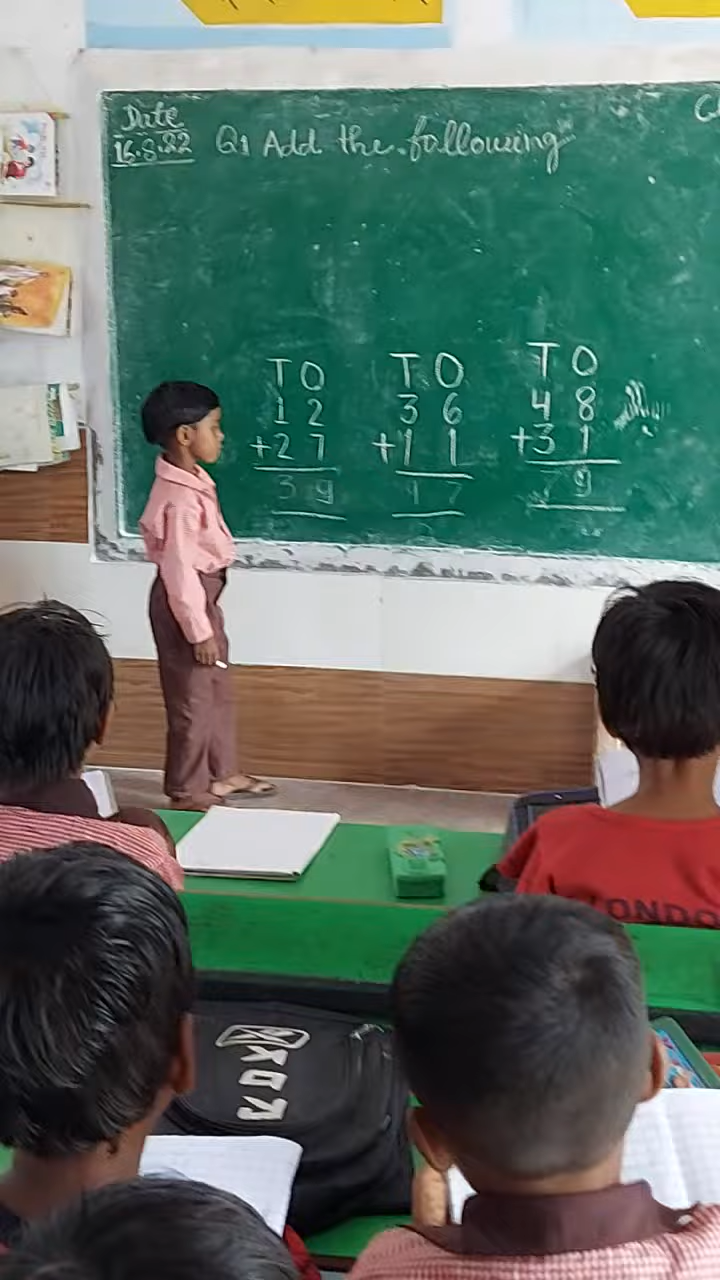 Date
16.8.22
Q1 Add the following
T O
1 2
+2 7
3 9
T O
3 6
+1 1
4 7
T O
4 8
+3 1
7 9
ONDO